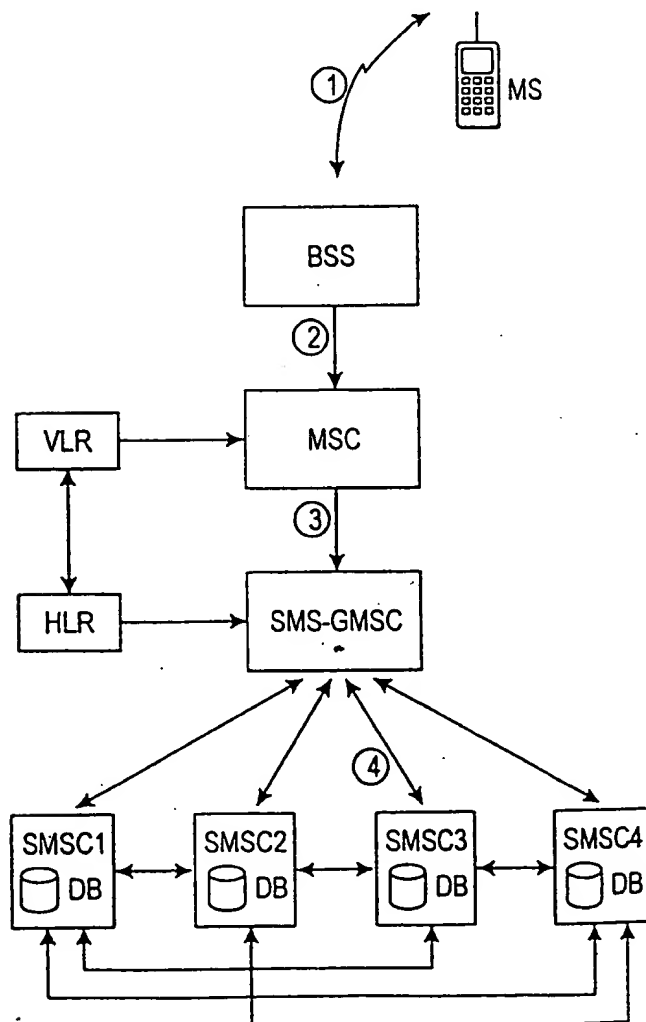 1
MS
BSS
2
VLR
MSC
3
HLR
SMS-GMSC
4
SMSC1
DB
SMSC2
DB
SMSC3
DB
SMSC4
DB